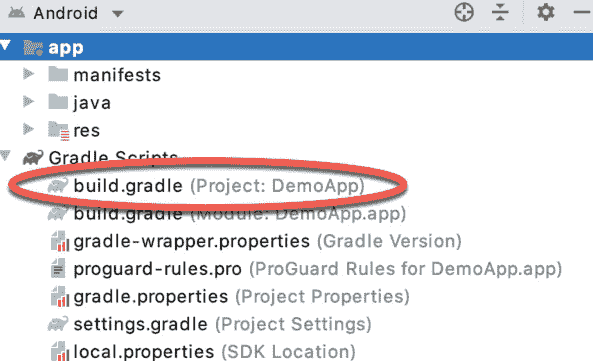 Android
app
manifests
java
res
Gradle Scripts
build.gradle (Project: DemoApp)
build.gradle (Module: DemoApp.app)
gradle-wrapper.properties (Gradle Version)
proguard-rules.pro (ProGuard Rules for DemoApp.app)
gradle.properties (Project Properties)
settings.gradle (Project Settings)
local.properties (SDK Location)